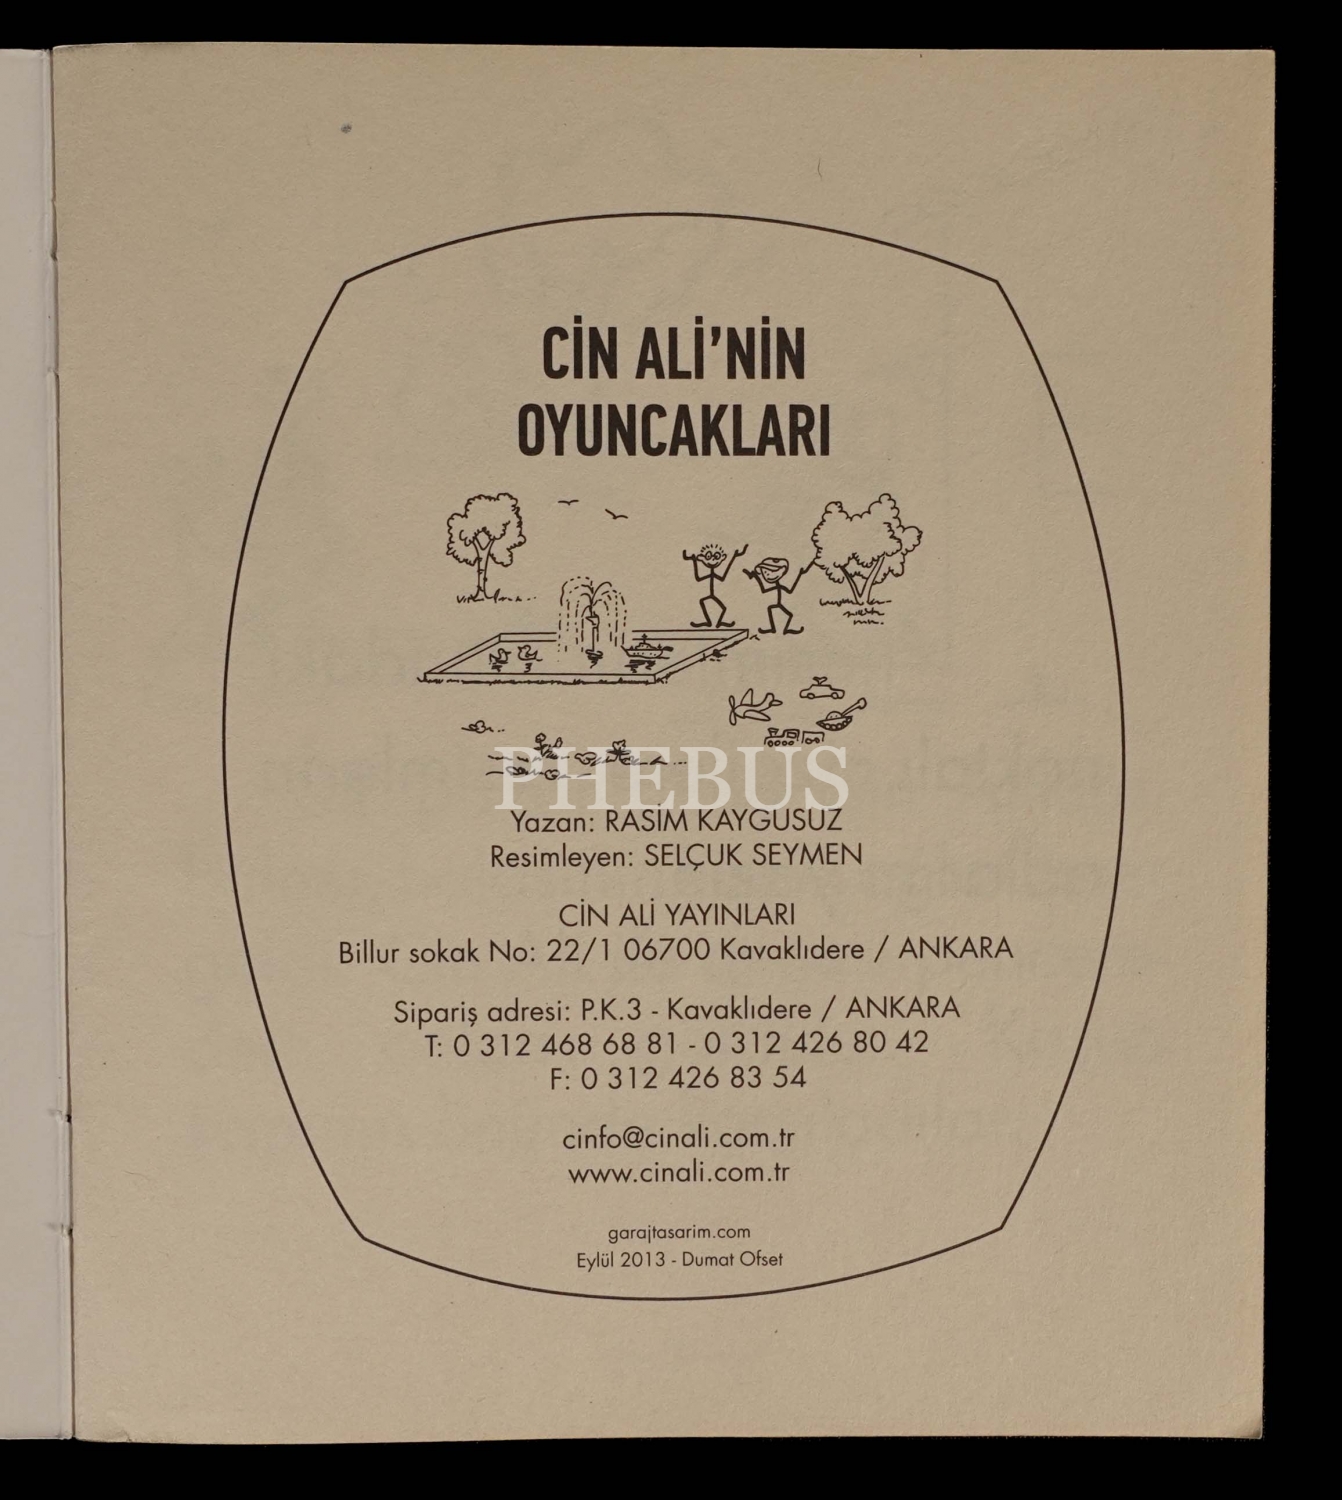 CİN ALİ'NİN
OYUNCAKLARI
PHEBUS
Yazan: RASİM KAYGUSUZ
Resimleyen: SELÇUK SEYMEN
CİN ALİ YAYINLARI
Billur sokak No: 22/1 06700 Kavaklıdere / ANKARA
Sipariş adresi: P.K.3 - Kavaklıdere / ANKARA
T: 0 312 468 68 81 - 0 312 426 80 42
F: 0 312 426 83 54
cinfo@cinali.com.tr
www.cinali.com.tr
garajtasarim.com
Eylül 2013 - Dumat Ofset